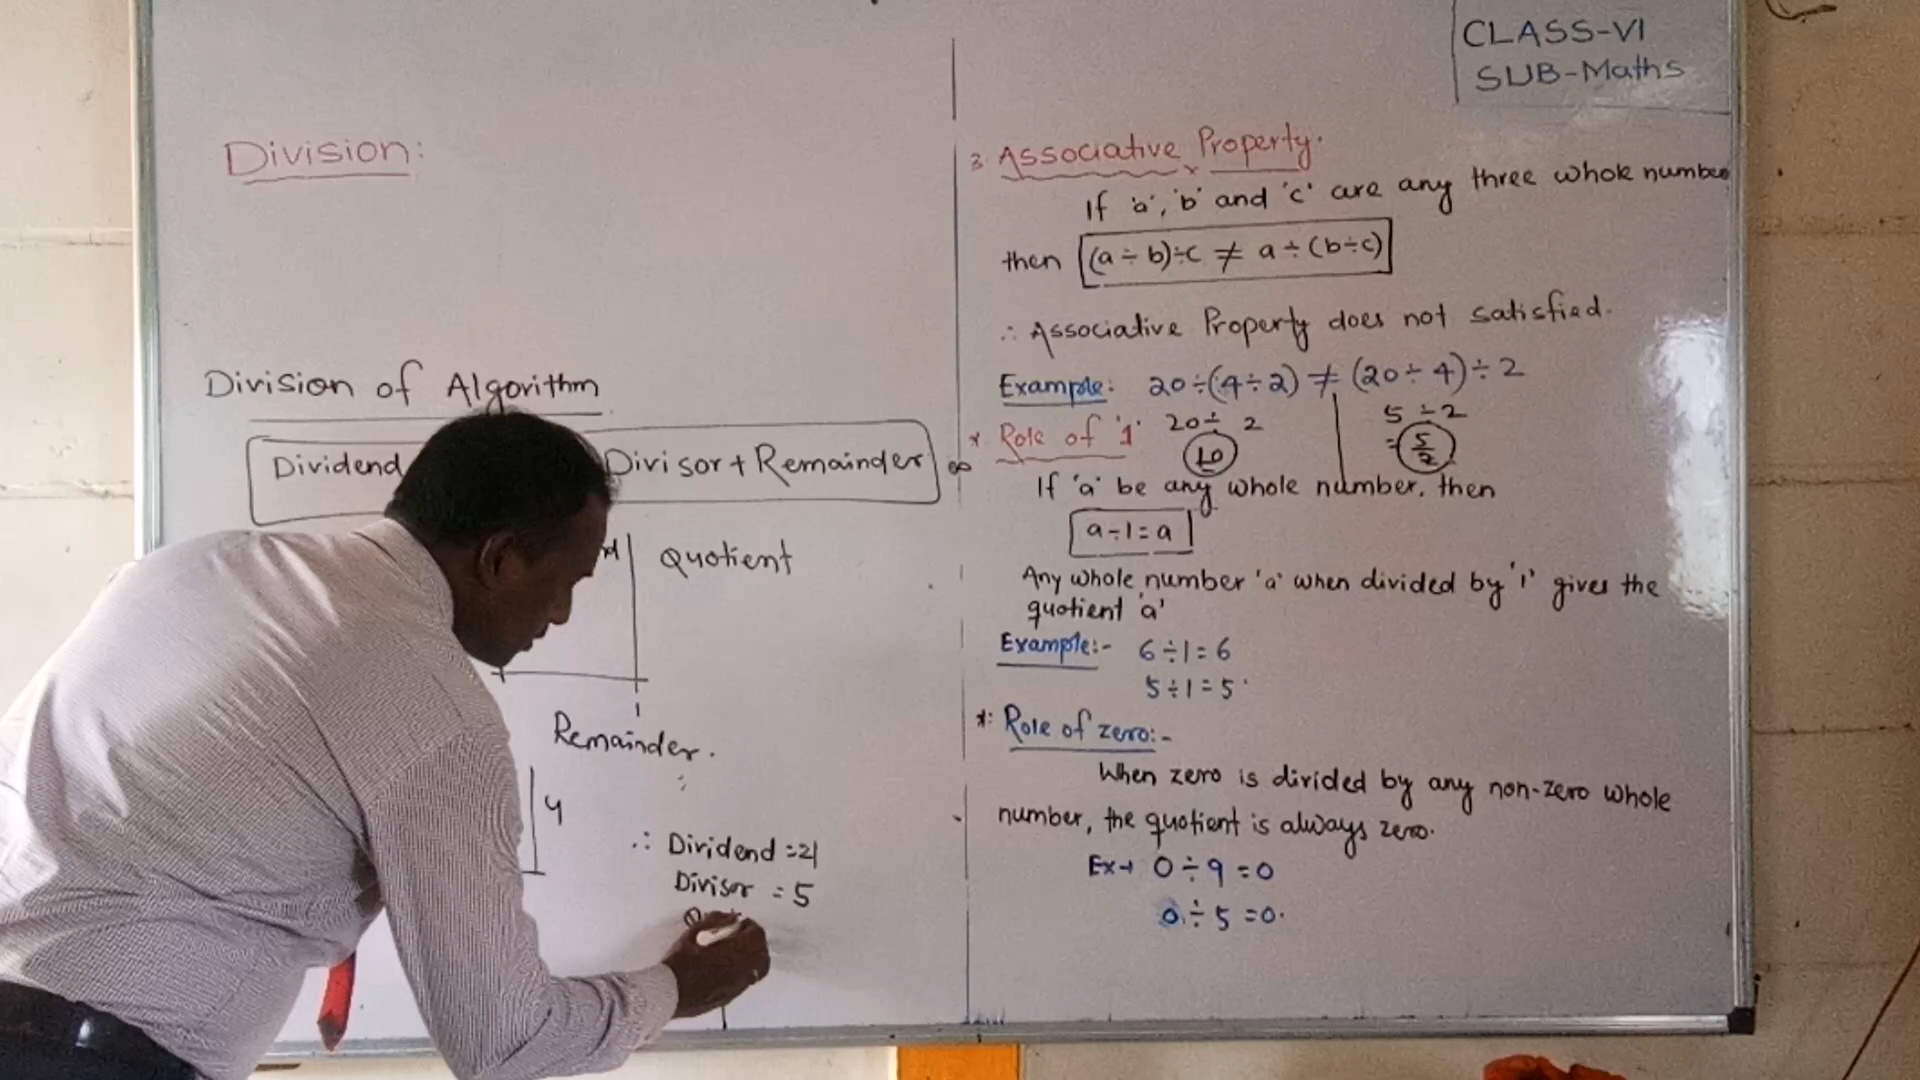 CLASS-VI
SUB-Maths
Division:
Division of Algorithm
Dividend Divisor + Remainder
Quotient
Remainder.
4
∴ Dividend = 21
Divisor = 5
3. Associative Property.
If 'a', 'b' and 'c' are any three whole number
then (a ÷ b) ÷ c ≠ a ÷ (b ÷ c)
∴ Associative Property does not satisfied.
Example: 20 ÷ (4 ÷ 2) ≠ (20 ÷ 4) ÷ 2
20 ÷ 2
10
5 ÷ 2
= 5/2
* Role of '1'
If 'a' be any whole number, then
a ÷ 1 = a
Any whole number 'a' when divided by '1' gives the
quotient 'a'
Example:- 6 ÷ 1 = 6
5 ÷ 1 = 5
*: Role of zero:-
When zero is divided by any non-zero whole
number, the quotient is always zero.
Ex→ 0 ÷ 9 = 0
0 ÷ 5 = 0.